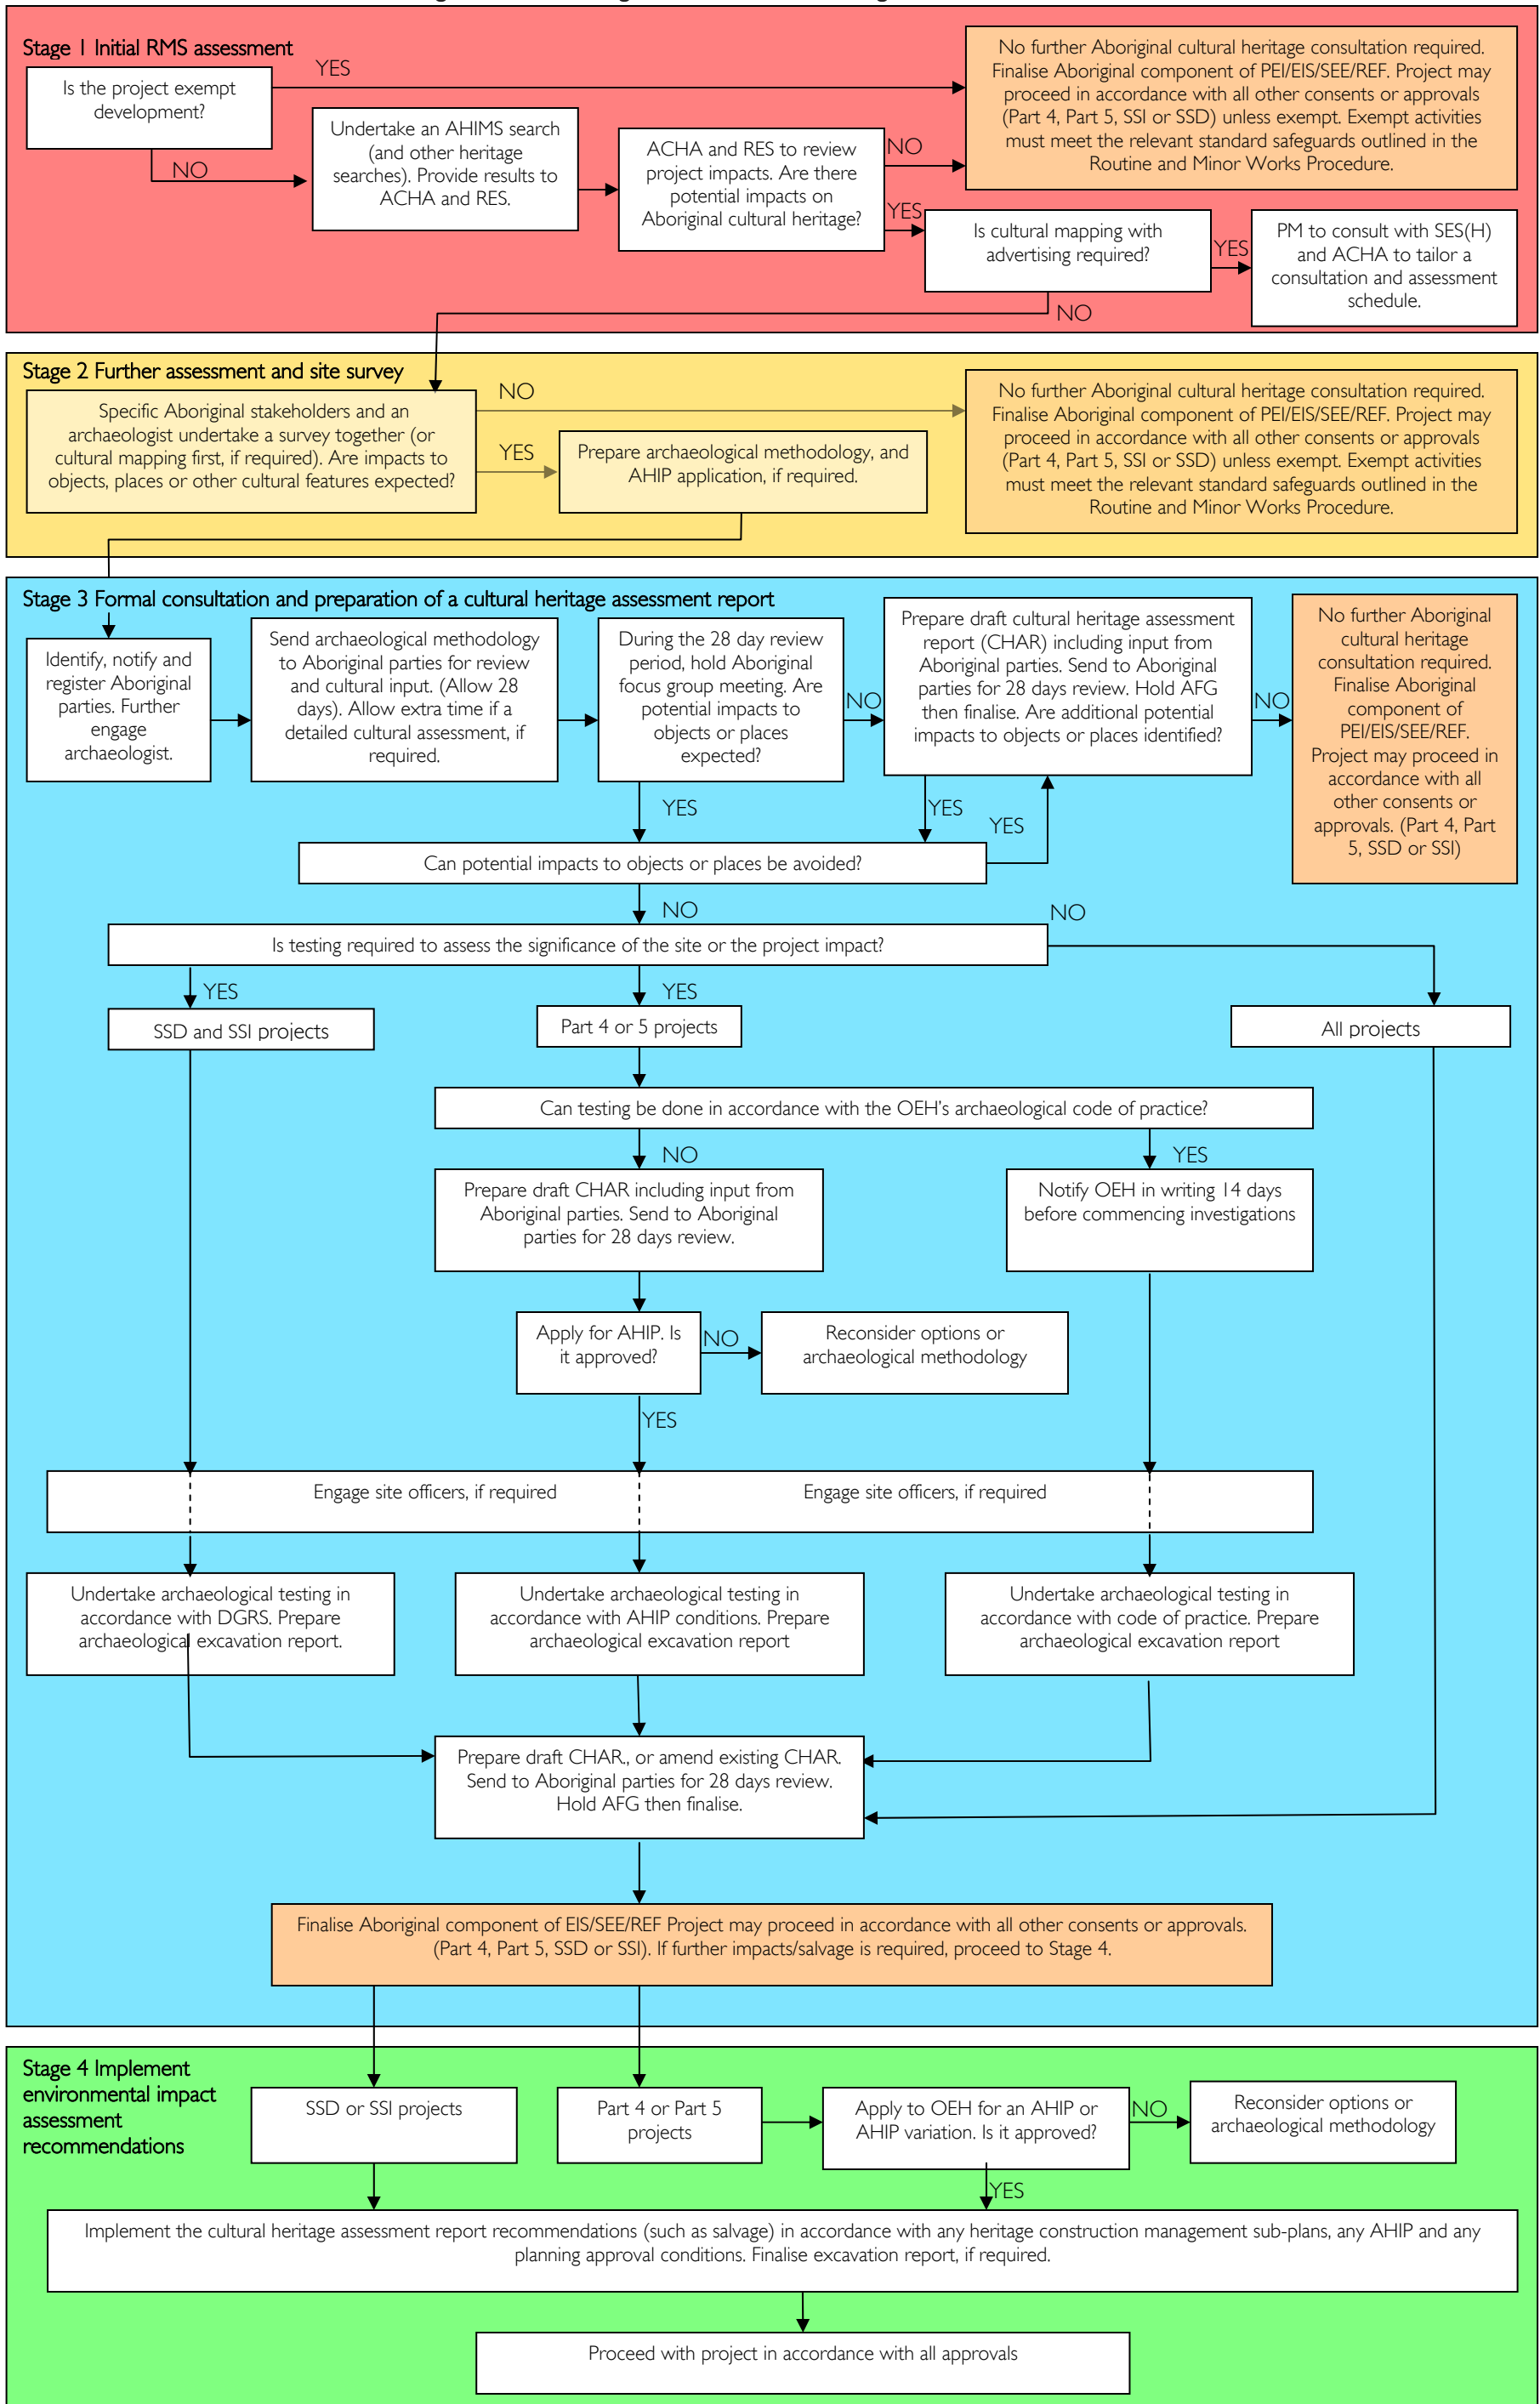 Stage 1 Initial RMS assessment
Is the project exempt
development?
YES
NO
Undertake an AHIMS search
(and other heritage
searches). Provide results to
ACHA and RES.
ACHA and RES to review
project impacts. Are there
potential impacts on
Aboriginal cultural heritage?
NO
YES
No further Aboriginal cultural heritage consultation required.
Finalise Aboriginal component of PEI/EIS/SEE/REF. Project may
proceed in accordance with all other consents or approvals
(Part 4, Part 5, SSI or SSD) unless exempt. Exempt activities
must meet the relevant standard safeguards outlined in the
Routine and Minor Works Procedure.
Is cultural mapping with
advertising required?
YES
NO
PM to consult with SES(H)
and ACHA to tailor a
consultation and assessment
schedule.
Stage 2 Further assessment and site survey
Specific Aboriginal stakeholders and an
archaeologist undertake a survey together (or
cultural mapping first, if required). Are impacts to
objects, places or other cultural features expected?
NO
YES
Prepare archaeological methodology, and
AHIP application, if required.
No further Aboriginal cultural heritage consultation required.
Finalise Aboriginal component of PEI/EIS/SEE/REF. Project may
proceed in accordance with all other consents or approvals
(Part 4, Part 5, SSI or SSD) unless exempt. Exempt activities
must meet the relevant standard safeguards outlined in the
Routine and Minor Works Procedure.
Stage 3 Formal consultation and preparation of a cultural heritage assessment report
Identify, notify and
register Aboriginal
parties. Further
engage
archaeologist.
Send archaeological methodology
to Aboriginal parties for review
and cultural input. (Allow 28
days). Allow extra time if a
detailed cultural assessment, if
required.
During the 28 day review
period, hold Aboriginal
focus group meeting. Are
potential impacts to
objects or places
expected?
NO
YES
Prepare draft cultural heritage assessment
report (CHAR) including input from
Aboriginal parties. Send to Aboriginal
parties for 28 days review. Hold AFG
then finalise. Are additional potential
impacts to objects or places identified?
NO
YES
YES
No further Aboriginal
cultural heritage
consultation required.
Finalise Aboriginal
component of
PEI/EIS/SEE/REF.
Project may proceed in
accordance with all
other consents or
approvals. (Part 4, Part
5, SSD or SSI)
Can potential impacts to objects or places be avoided?
NO
NO
Is testing required to assess the significance of the site or the project impact?
YES
YES
SSD and SSI projects
Part 4 or 5 projects
All projects
Can testing be done in accordance with the OEH's archaeological code of practice?
NO
YES
Prepare draft CHAR including input from
Aboriginal parties. Send to Aboriginal
parties for 28 days review.
Notify OEH in writing 14 days
before commencing investigations
Apply for AHIP. Is
it approved?
NO
YES
Reconsider options or
archaeological methodology
Engage site officers, if required
Engage site officers, if required
Undertake archaeological testing in
accordance with DGRS. Prepare
archaeological excavation report.
Undertake archaeological testing in
accordance with AHIP conditions. Prepare
archaeological excavation report
Undertake archaeological testing in
accordance with code of practice. Prepare
archaeological excavation report
Prepare draft CHAR., or amend existing CHAR.
Send to Aboriginal parties for 28 days review.
Hold AFG then finalise.
Finalise Aboriginal component of EIS/SEE/REF Project may proceed in accordance with all other consents or approvals.
(Part 4, Part 5, SSD or SSI). If further impacts/salvage is required, proceed to Stage 4.
Stage 4 Implement
environmental impact
assessment
recommendations
SSD or SSI projects
Part 4 or Part 5
projects
Apply to OEH for an AHIP or
AHIP variation. Is it approved?
NO
YES
Reconsider options or
archaeological methodology
Implement the cultural heritage assessment report recommendations (such as salvage) in accordance with any heritage construction management sub-plans, any AHIP and any
planning approval conditions. Finalise excavation report, if required.
Proceed with project in accordance with all approvals